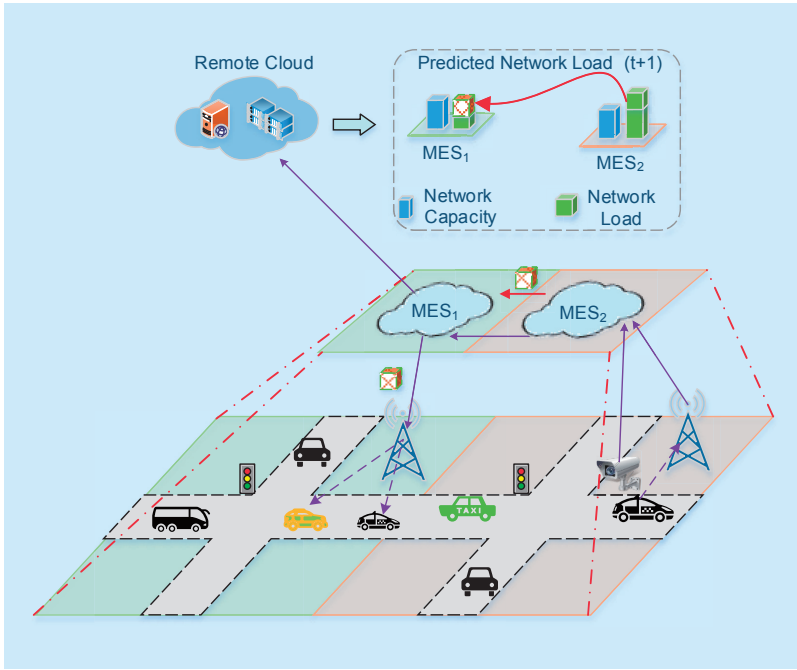 Remote Cloud
Predicted Network Load (t+1)
MES1
MES2
Network
Capacity
Network
Load
MES1
MES2
TAXI